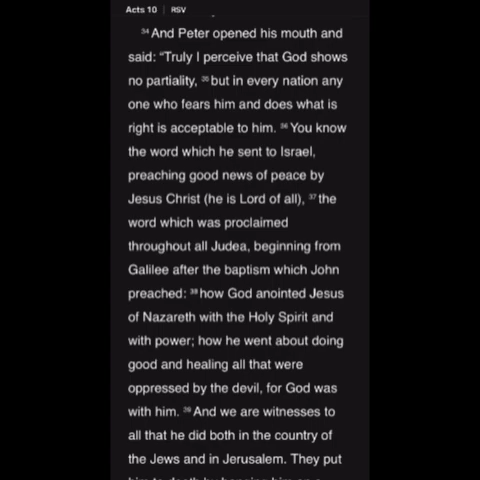 Acts 10 RSV
34 And Peter opened his mouth and
said: “Truly I perceive that God shows
no partiality, 35 but in every nation any
one who fears him and does what is
right is acceptable to him. 36 You know
the word which he sent to Israel,
preaching good news of peace by
Jesus Christ (he is Lord of all), 37 the
word which was proclaimed
throughout all Judea, beginning from
Galilee after the baptism which John
preached: 38 how God anointed Jesus
of Nazareth with the Holy Spirit and
with power; how he went about doing
good and healing all that were
oppressed by the devil, for God was
with him. 39 And we are witnesses to
all that he did both in the country of
the Jews and in Jerusalem. They put
him to death by hanging him on a